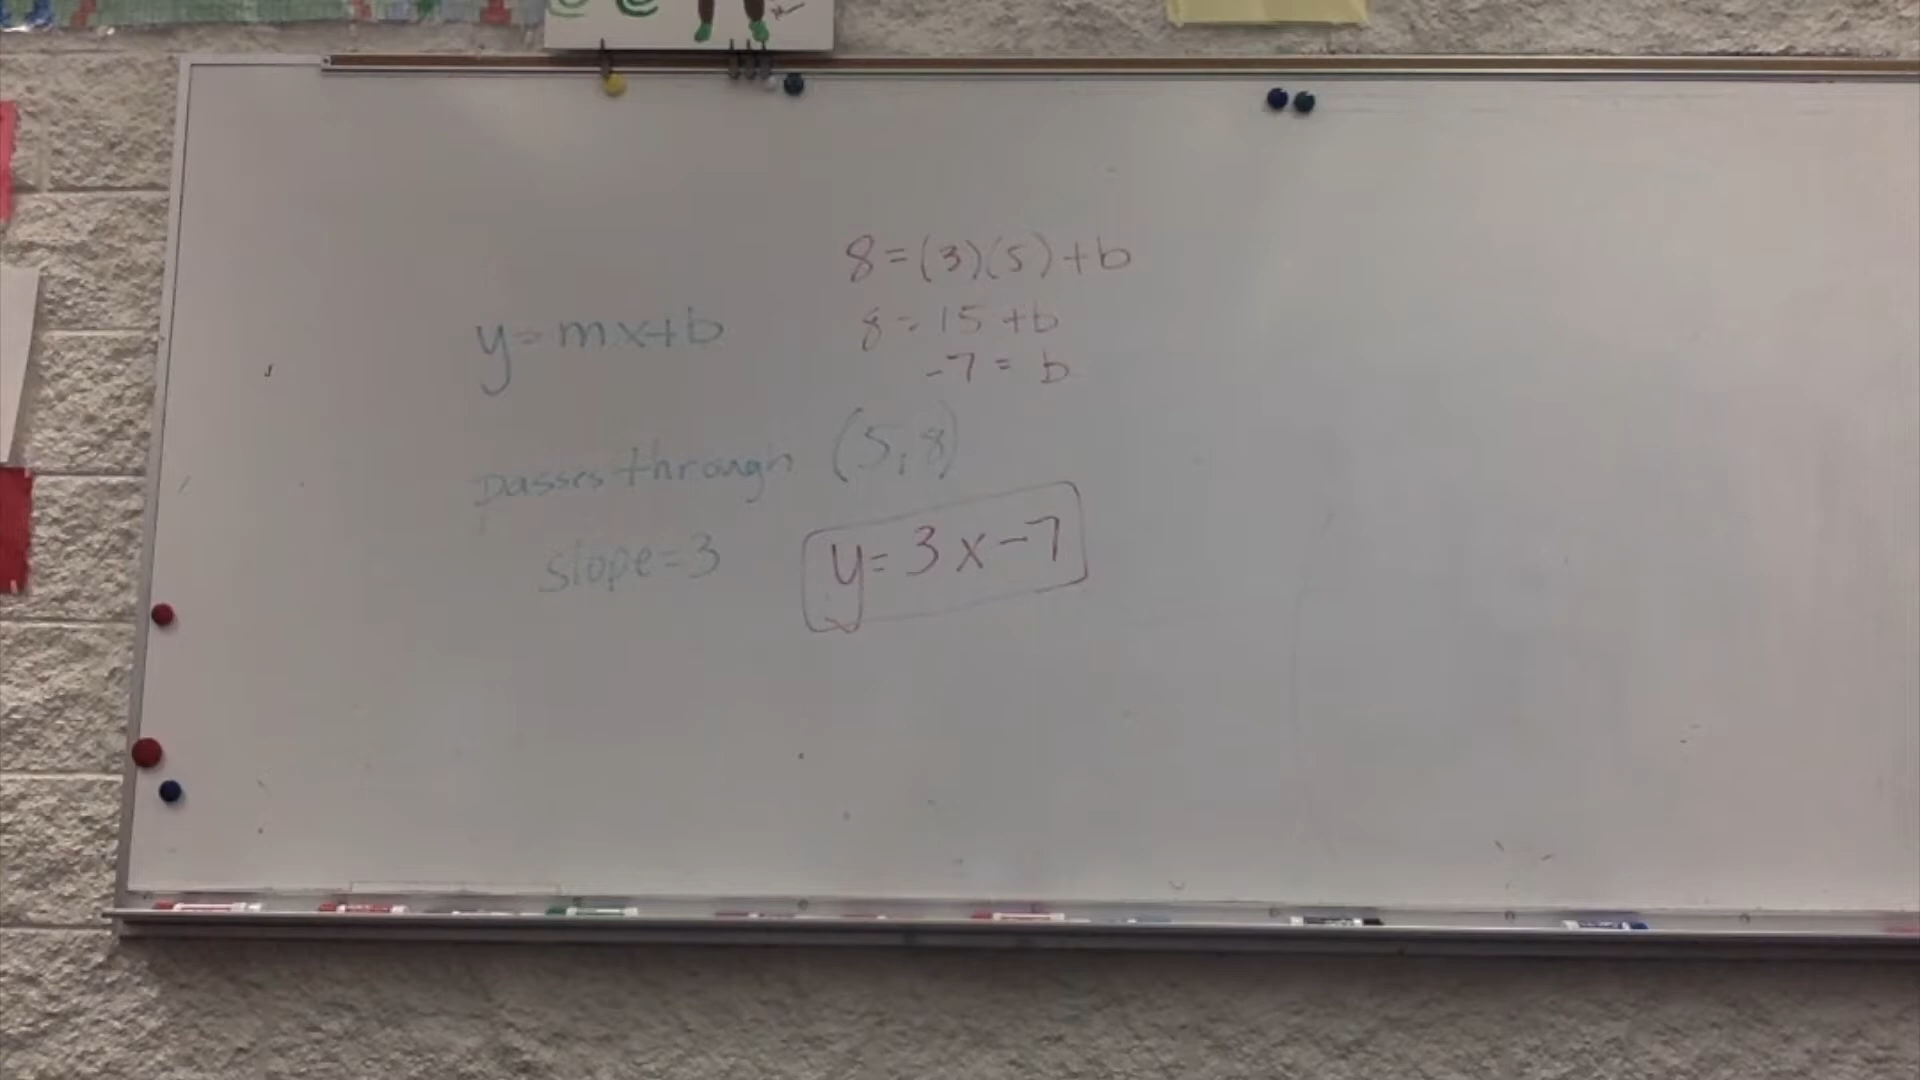 y=mx+b
passes through (5,8)
slope=3
8=(3)(5)+b
8=15+b
-7=b
y=3x-7